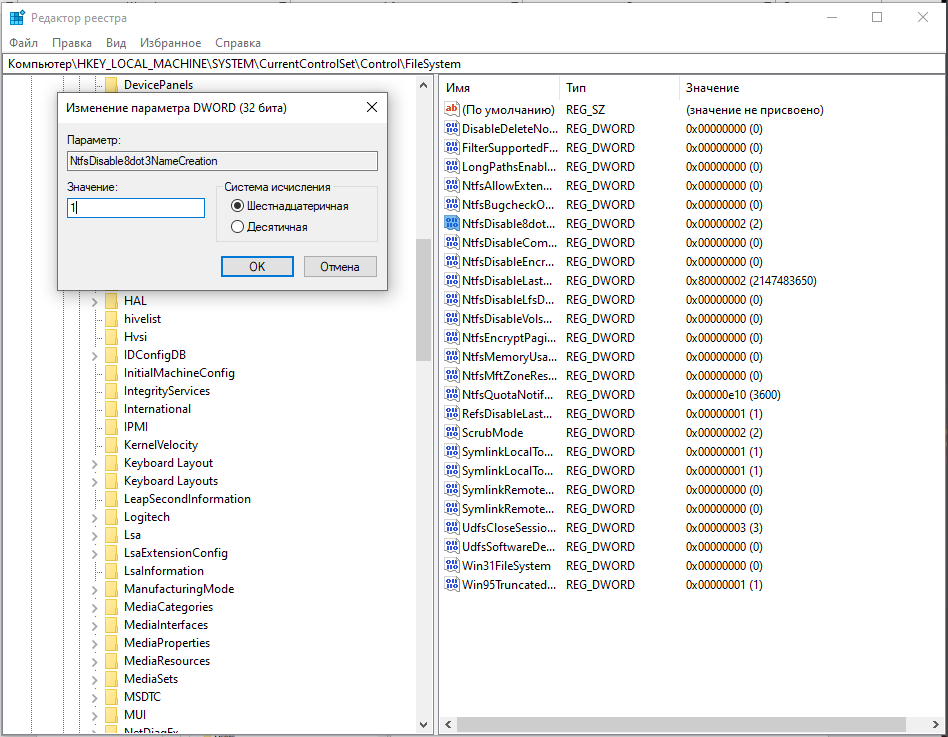 Редактор реестра
Файл Правка Вид Избранное Справка
Компьютер\HKEY_LOCAL_MACHINE\SYSTEM\CurrentControlSet\Control\FileSystem
DevicePanels
Изменение параметра DWORD (32 бита)
Параметр:
NtfsDisable8dot3NameCreation
Значение:
1
Система исчисления
Шестнадцатеричная
Десятичная
OK Отмена
HAL
hivelist
Hvsi
IDConfigDB
InitialMachineConfig
IntegrityServices
International
IPMI
KernelVelocity
Keyboard Layout
Keyboard Layouts
LeapSecondInformation
Logitech
Lsa
LsaExtensionConfig
LsaInformation
ManufacturingMode
MediaCategories
MediaInterfaces
MediaProperties
MediaResources
MediaSets
MSDTC
MUI
NetDiagFx
Имя Тип Значение
(По умолчанию) REG_SZ (значение не присвоено)
DisableDeleteNo... REG_DWORD 0x00000000 (0)
FilterSupportedF... REG_DWORD 0x00000000 (0)
LongPathsEnabl... REG_DWORD 0x00000000 (0)
NtfsAllowExten... REG_DWORD 0x00000000 (0)
NtfsBugcheckO... REG_DWORD 0x00000000 (0)
NtfsDisable8dot... REG_DWORD 0x00000002 (2)
NtfsDisableCom... REG_DWORD 0x00000000 (0)
NtfsDisableEncr... REG_DWORD 0x00000000 (0)
NtfsDisableLast... REG_DWORD 0x80000002 (2147483650)
NtfsDisableLfsD... REG_DWORD 0x00000000 (0)
NtfsDisableVols... REG_DWORD 0x00000000 (0)
NtfsEncryptPagi... REG_DWORD 0x00000000 (0)
NtfsMemoryUsa... REG_DWORD 0x00000000 (0)
NtfsMftZoneRes... REG_DWORD 0x00000000 (0)
NtfsQuotaNotif... REG_DWORD 0x00000e10 (3600)
RefsDisableLast... REG_DWORD 0x00000001 (1)
ScrubMode REG_DWORD 0x00000002 (2)
SymlinkLocalTo... REG_DWORD 0x00000001 (1)
SymlinkLocalTo... REG_DWORD 0x00000001 (1)
SymlinkRemote... REG_DWORD 0x00000000 (0)
SymlinkRemote... REG_DWORD 0x00000000 (0)
UdfsCloseSessio... REG_DWORD 0x00000003 (3)
UdfsSoftwareDe... REG_DWORD 0x00000000 (0)
Win31FileSystem REG_DWORD 0x00000000 (0)
Win95Truncated... REG_DWORD 0x00000001 (1)